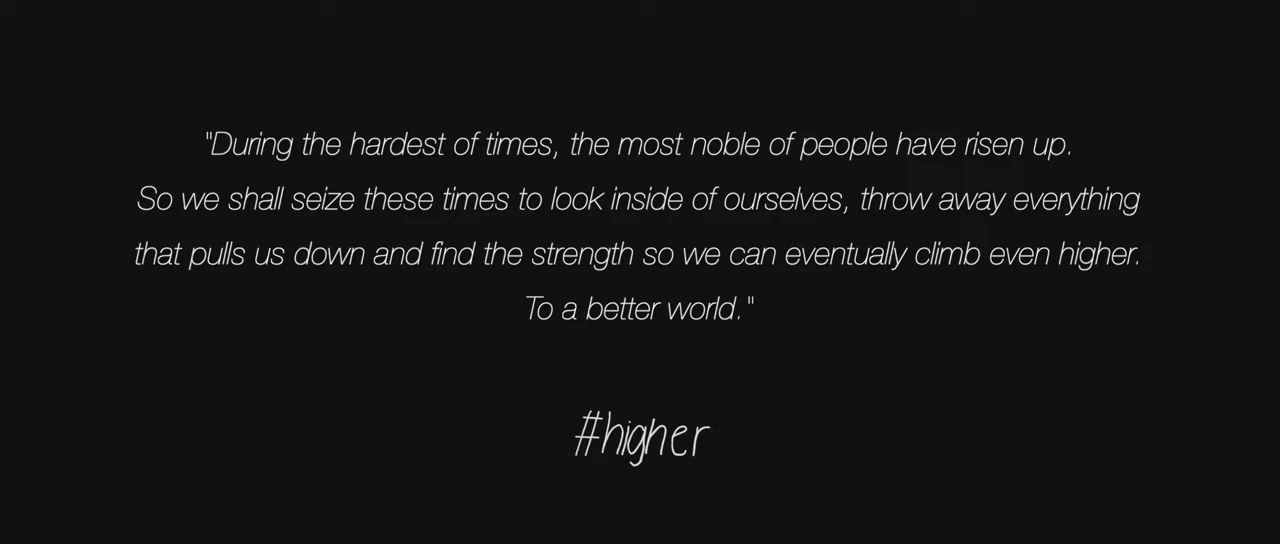 "During the hardest of times, the most noble of people have risen up.
So we shall seize these times to look inside of ourselves, throw away everything
that pulls us down and find the strength so we can eventually climb even higher.
To a better world."
#higher